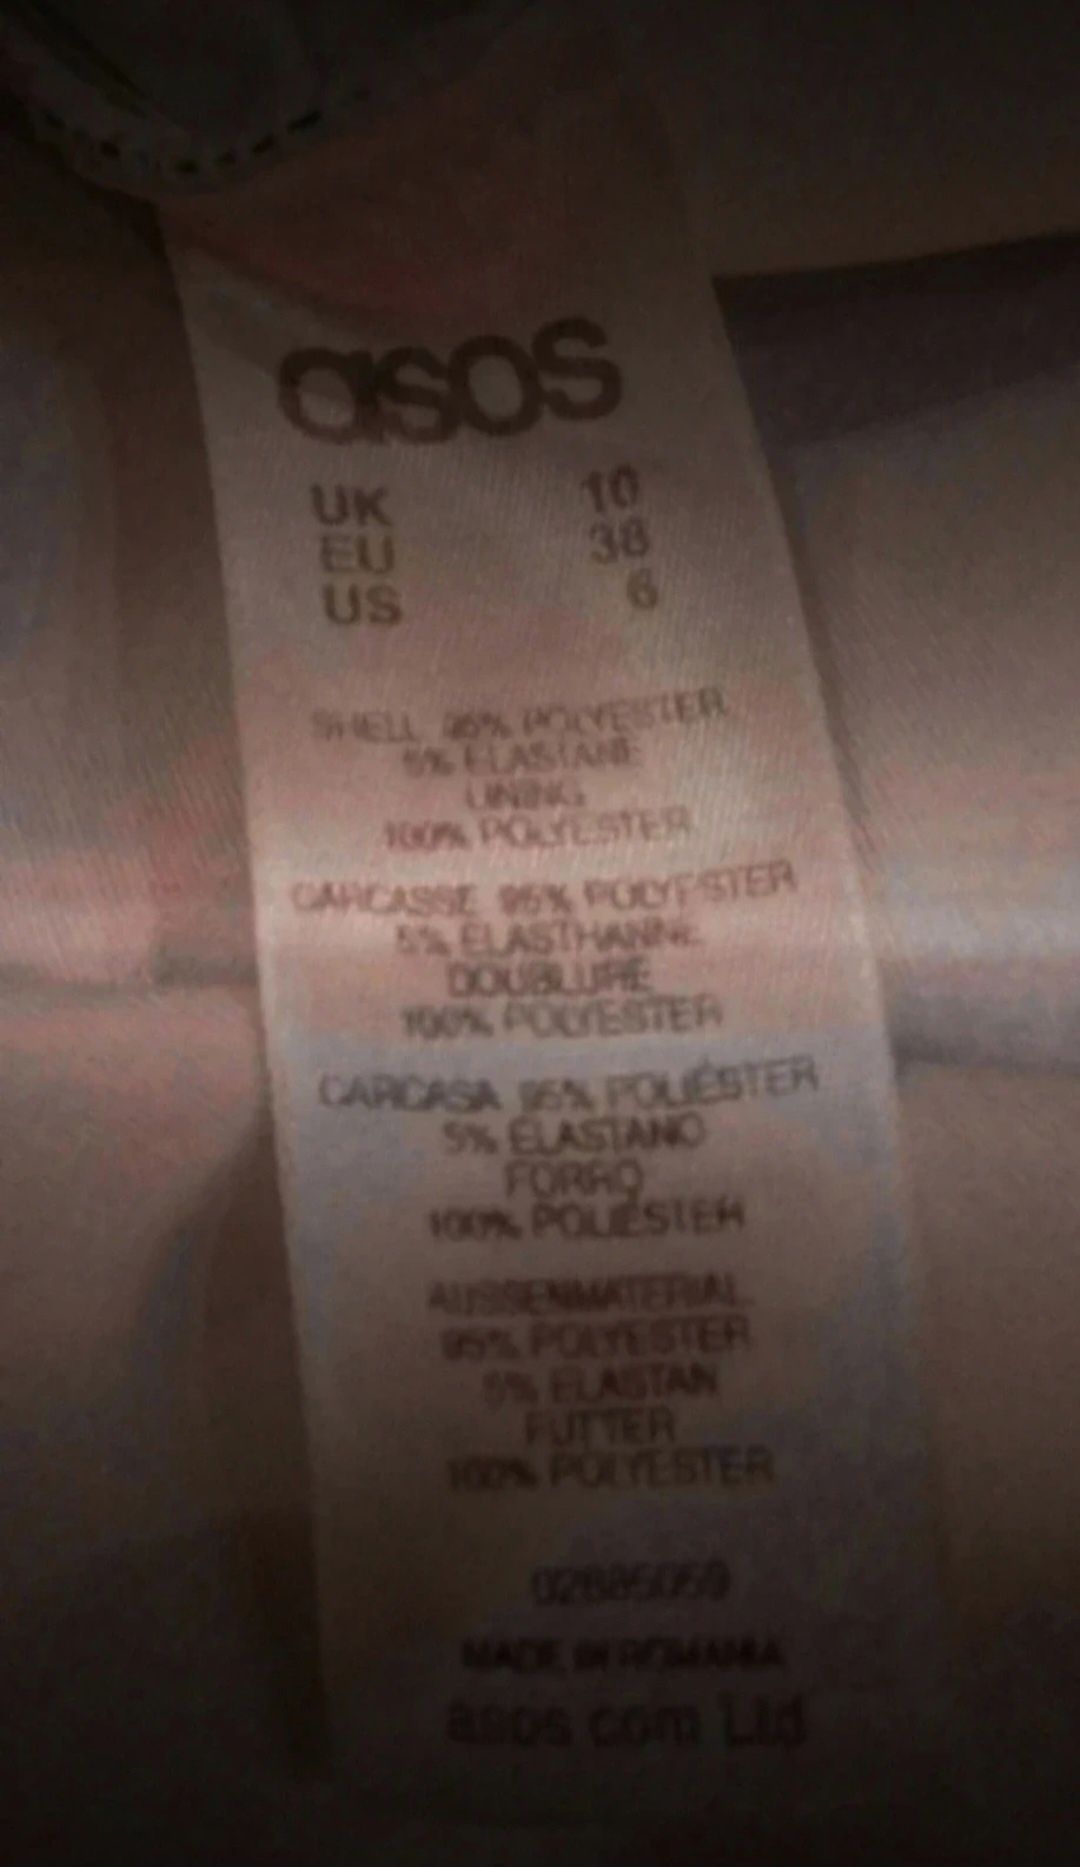 asos
UK 10
EU 38
US 6
SHELL 95% POLYESTER
5% ELASTANE
LINING
100% POLYESTER
CARCASSE 95% POLYESTER
5% ELASTHANNE
DOUBLURE
100% POLYESTER
CARCASA 95% POLIÉSTER
5% ELASTANO
FORRO
100% POLIÉSTER
AUSSENMATERIAL
95% POLYESTER
5% ELASTAN
FUTTER
100% POLYESTER
MADE IN ROMANIA
asos com Ltd